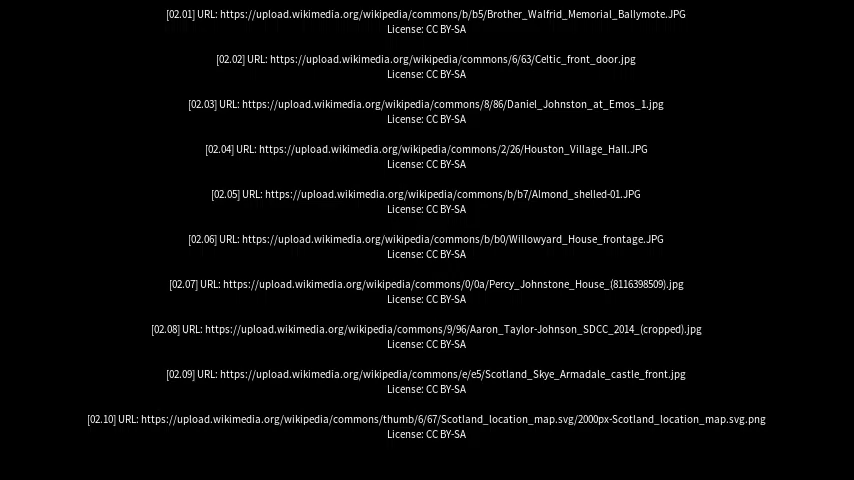 [02.01] URL: https://upload.wikimedia.org/wikipedia/commons/b/b5/Brother_Walfrid_Memorial_Ballymote.JPG
License: CC BY-SA
[02.02] URL: https://upload.wikimedia.org/wikipedia/commons/6/63/Celtic_front_door.jpg
License: CC BY-SA
[02.03] URL: https://upload.wikimedia.org/wikipedia/commons/8/86/Daniel_Johnston_at_Emos_1.jpg
License: CC BY-SA
[02.04] URL: https://upload.wikimedia.org/wikipedia/commons/2/26/Houston_Village_Hall.JPG
License: CC BY-SA
[02.05] URL: https://upload.wikimedia.org/wikipedia/commons/b/b7/Almond_shelled-01.JPG
License: CC BY-SA
[02.06] URL: https://upload.wikimedia.org/wikipedia/commons/b/b0/Willowyard_House_frontage.JPG
License: CC BY-SA
[02.07] URL: https://upload.wikimedia.org/wikipedia/commons/0/0a/Percy_Johnstone_House_(8116398509).jpg
License: CC BY-SA
[02.08] URL: https://upload.wikimedia.org/wikipedia/commons/9/96/Aaron_Taylor-Johnson_SDCC_2014_(cropped).jpg
License: CC BY-SA
[02.09] URL: https://upload.wikimedia.org/wikipedia/commons/e/e5/Scotland_Skye_Armadale_castle_front.jpg
License: CC BY-SA
[02.10] URL: https://upload.wikimedia.org/wikipedia/commons/thumb/6/67/Scotland_location_map.svg/2000px-Scotland_location_map.svg.png
License: CC BY-SA